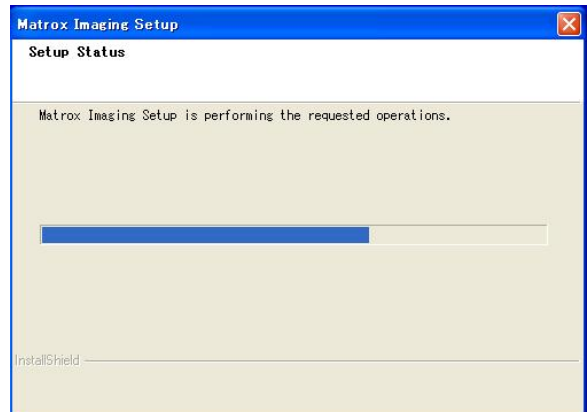 Matrox Imaging Setup
Setup Status
Matrox Imaging Setup is performing the requested operations.
InstallShield